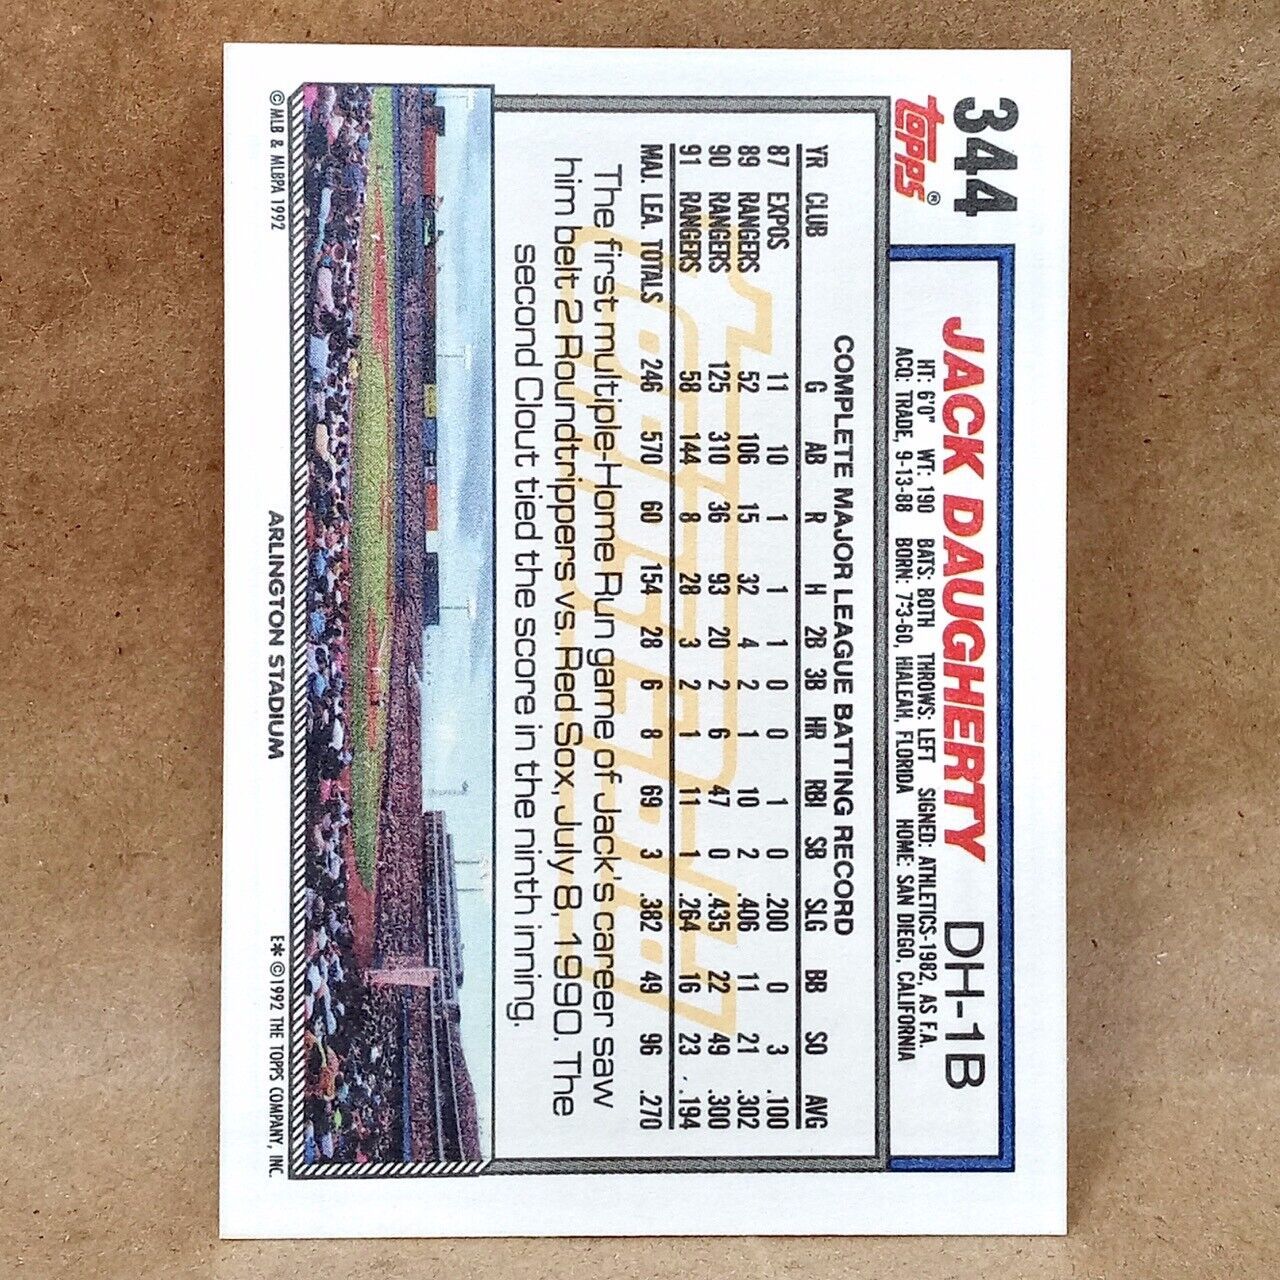 344
topps®
JACK DAUGHERTY DH-1B
HT: 6'0" WT: 190 BATS: BOTH THROWS: LEFT SIGNED: ATHLETICS-1982, AS F.A.
ACQ: TRADE, 9-13-88 BORN: 7-3-60, HIALEAH, FLORIDA HOME: SAN DIEGO, CALIFORNIA
COMPLETE MAJOR LEAGUE BATTING RECORD
YR CLUB G AB R H 2B 3B HR RBI SB SLG BB SO AVG
87 EXPOS 11 10 1 1 1 0 0 1 0 .200 0 3 .100
89 RANGERS 52 106 15 32 4 2 1 10 2 .406 11 21 .302
90 RANGERS 125 310 36 93 20 2 6 47 0 .435 22 49 .300
91 RANGERS 58 144 8 28 3 2 1 11 1 .264 16 23 .194
MAJ. LEA. TOTALS 246 570 60 154 28 6 8 69 3 .382 49 96 .270
The first multiple-Home Run game of Jack's career saw
him belt 2 Roundtrippers vs. Red Sox, July 8, 1990. The
second Clout tied the score in the ninth inning.
© MLB & MLBPA 1992
ARLINGTON STADIUM
E* © 1992 THE TOPPS COMPANY, INC.